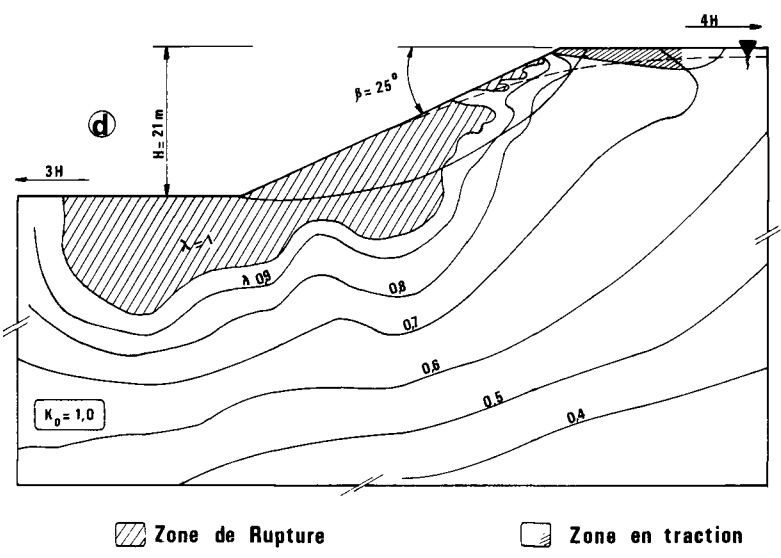 4H
β = 25°
H = 21m
d
3H
λ = 1
λ 0,9
0,8
0,7
0,6
0,5
0,4
K₀ = 1,0
Zone de Rupture
Zone en traction